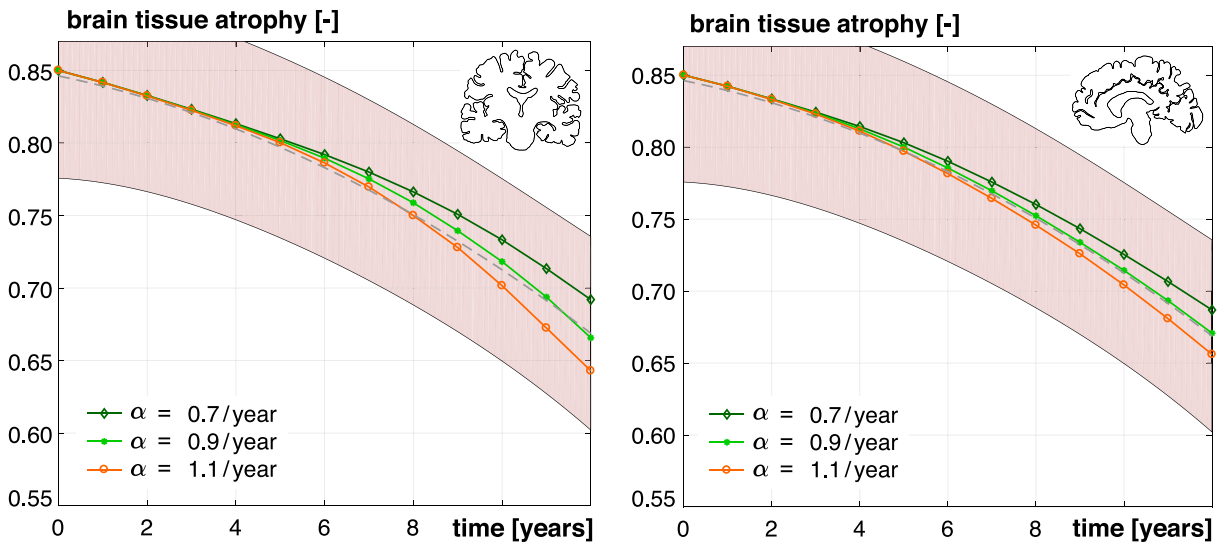 brain tissue atrophy [-]
0.85
0.80
0.75
0.70
0.65
0.60
0.55
α = 0.7/year
α = 0.9/year
α = 1.1/year
0 2 4 6 8 time [years]
brain tissue atrophy [-]
0.85
0.80
0.75
0.70
0.65
0.60
0.55
α = 0.7/year
α = 0.9/year
α = 1.1/year
0 2 4 6 8 time [years]